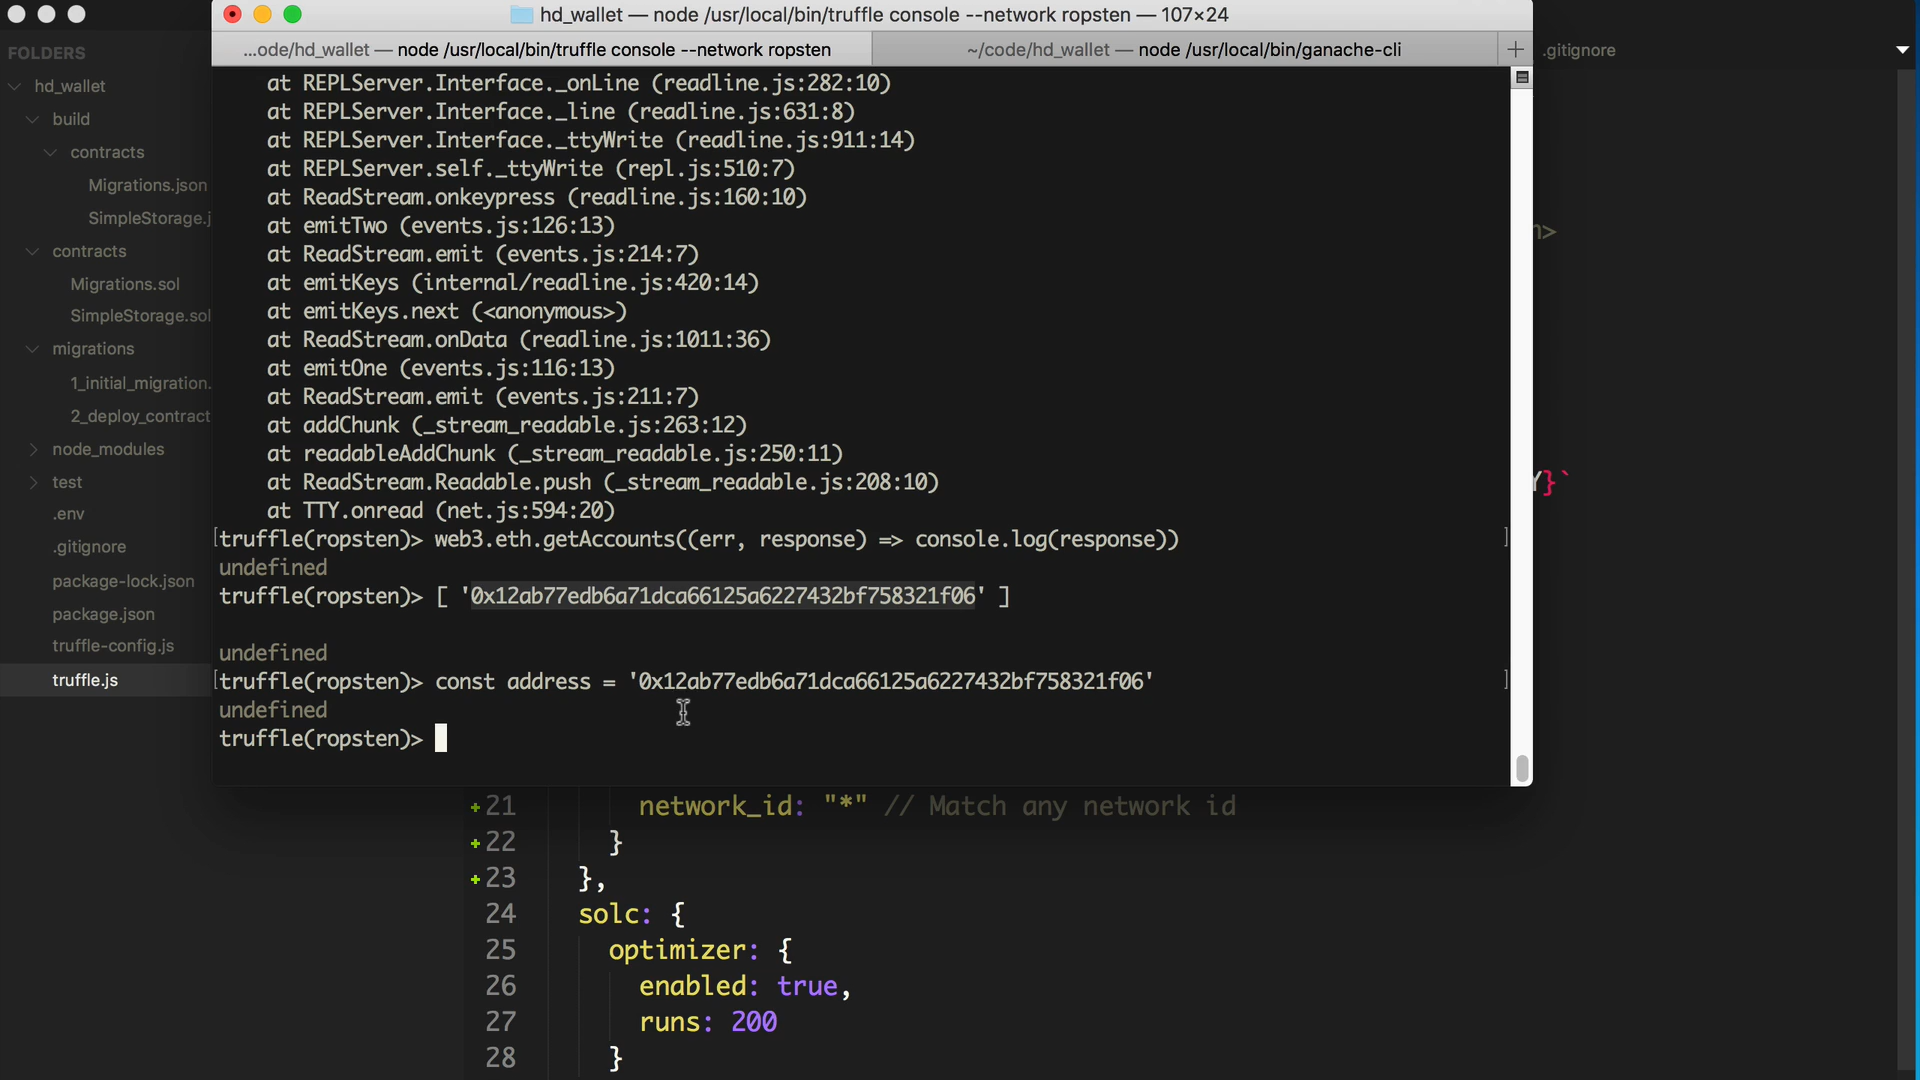 hd_wallet — node /usr/local/bin/truffle console --network ropsten — 107×24
...ode/hd_wallet — node /usr/local/bin/truffle console --network ropsten
~/code/hd_wallet — node /usr/local/bin/ganache-cli
.gitignore
FOLDERS
hd_wallet
build
contracts
Migrations.json
SimpleStorage.j
contracts
Migrations.sol
SimpleStorage.sol
migrations
1_initial_migration.
2_deploy_contract
node_modules
test
.env
.gitignore
package-lock.json
package.json
truffle-config.js
truffle.js
at REPLServer.Interface._onLine (readline.js:282:10)
at REPLServer.Interface._line (readline.js:631:8)
at REPLServer.Interface._ttyWrite (readline.js:911:14)
at REPLServer.self._ttyWrite (repl.js:510:7)
at ReadStream.onkeypress (readline.js:160:10)
at emitTwo (events.js:126:13)
at ReadStream.emit (events.js:214:7)
at emitKeys (internal/readline.js:420:14)
at emitKeys.next (<anonymous>)
at ReadStream.onData (readline.js:1011:36)
at emitOne (events.js:116:13)
at ReadStream.emit (events.js:211:7)
at addChunk (_stream_readable.js:263:12)
at readableAddChunk (_stream_readable.js:250:11)
at ReadStream.Readable.push (_stream_readable.js:208:10)
at TTY.onread (net.js:594:20)
[truffle(ropsten)> web3.eth.getAccounts((err, response) => console.log(response)) ]
undefined
truffle(ropsten)> [ '0x12ab77edb6a71dca66125a6227432bf758321f06' ]
undefined
[truffle(ropsten)> const address = '0x12ab77edb6a71dca66125a6227432bf758321f06' ]
undefined
truffle(ropsten)>
}`
+21 network_id: "*" // Match any network id
+22 }
+23 },
24 solc: {
25 optimizer: {
26 enabled: true,
27 runs: 200
28 }